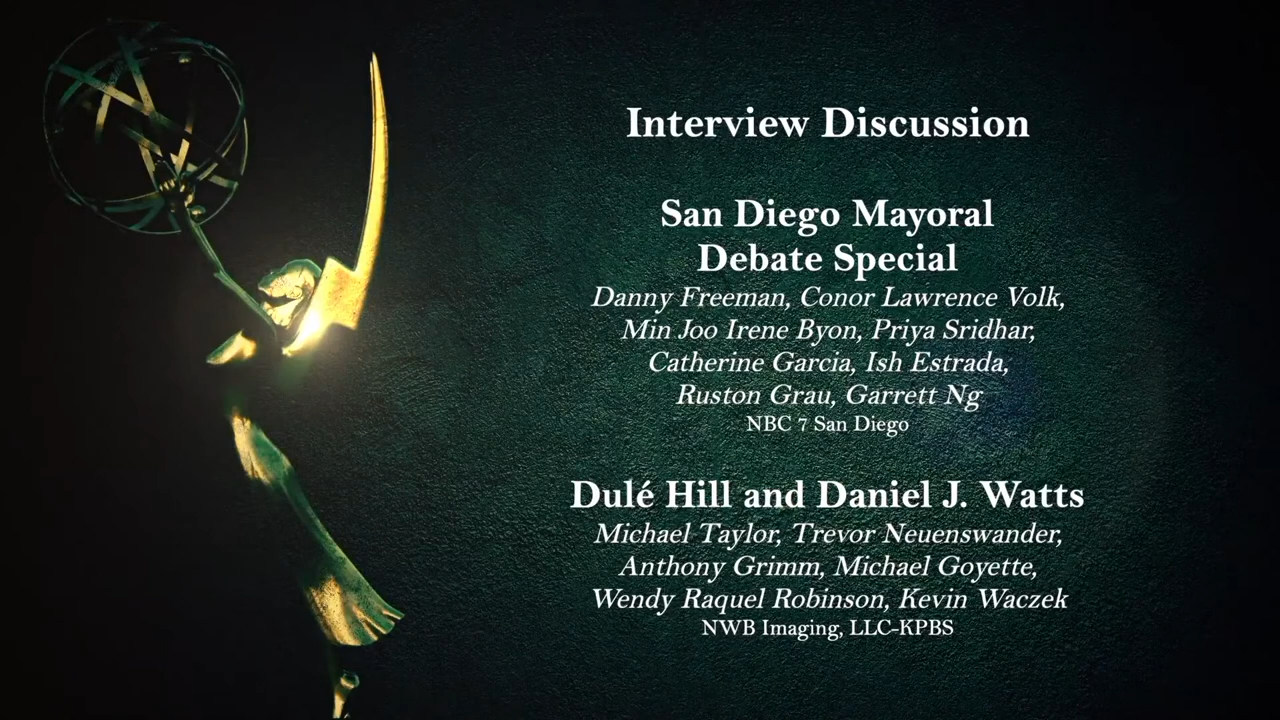 Interview Discussion
San Diego Mayoral
Debate Special
Danny Freeman, Conor Lawrence Volk,
Min Joo Irene Byon, Priya Sridhar,
Catherine Garcia, Ish Estrada,
Ruston Grau, Garrett Ng
NBC 7 San Diego
Dulé Hill and Daniel J. Watts
Michael Taylor, Trevor Neuenswander,
Anthony Grimm, Michael Goyette,
Wendy Raquel Robinson, Kevin Waczek
NWB Imaging, LLC-KPBS